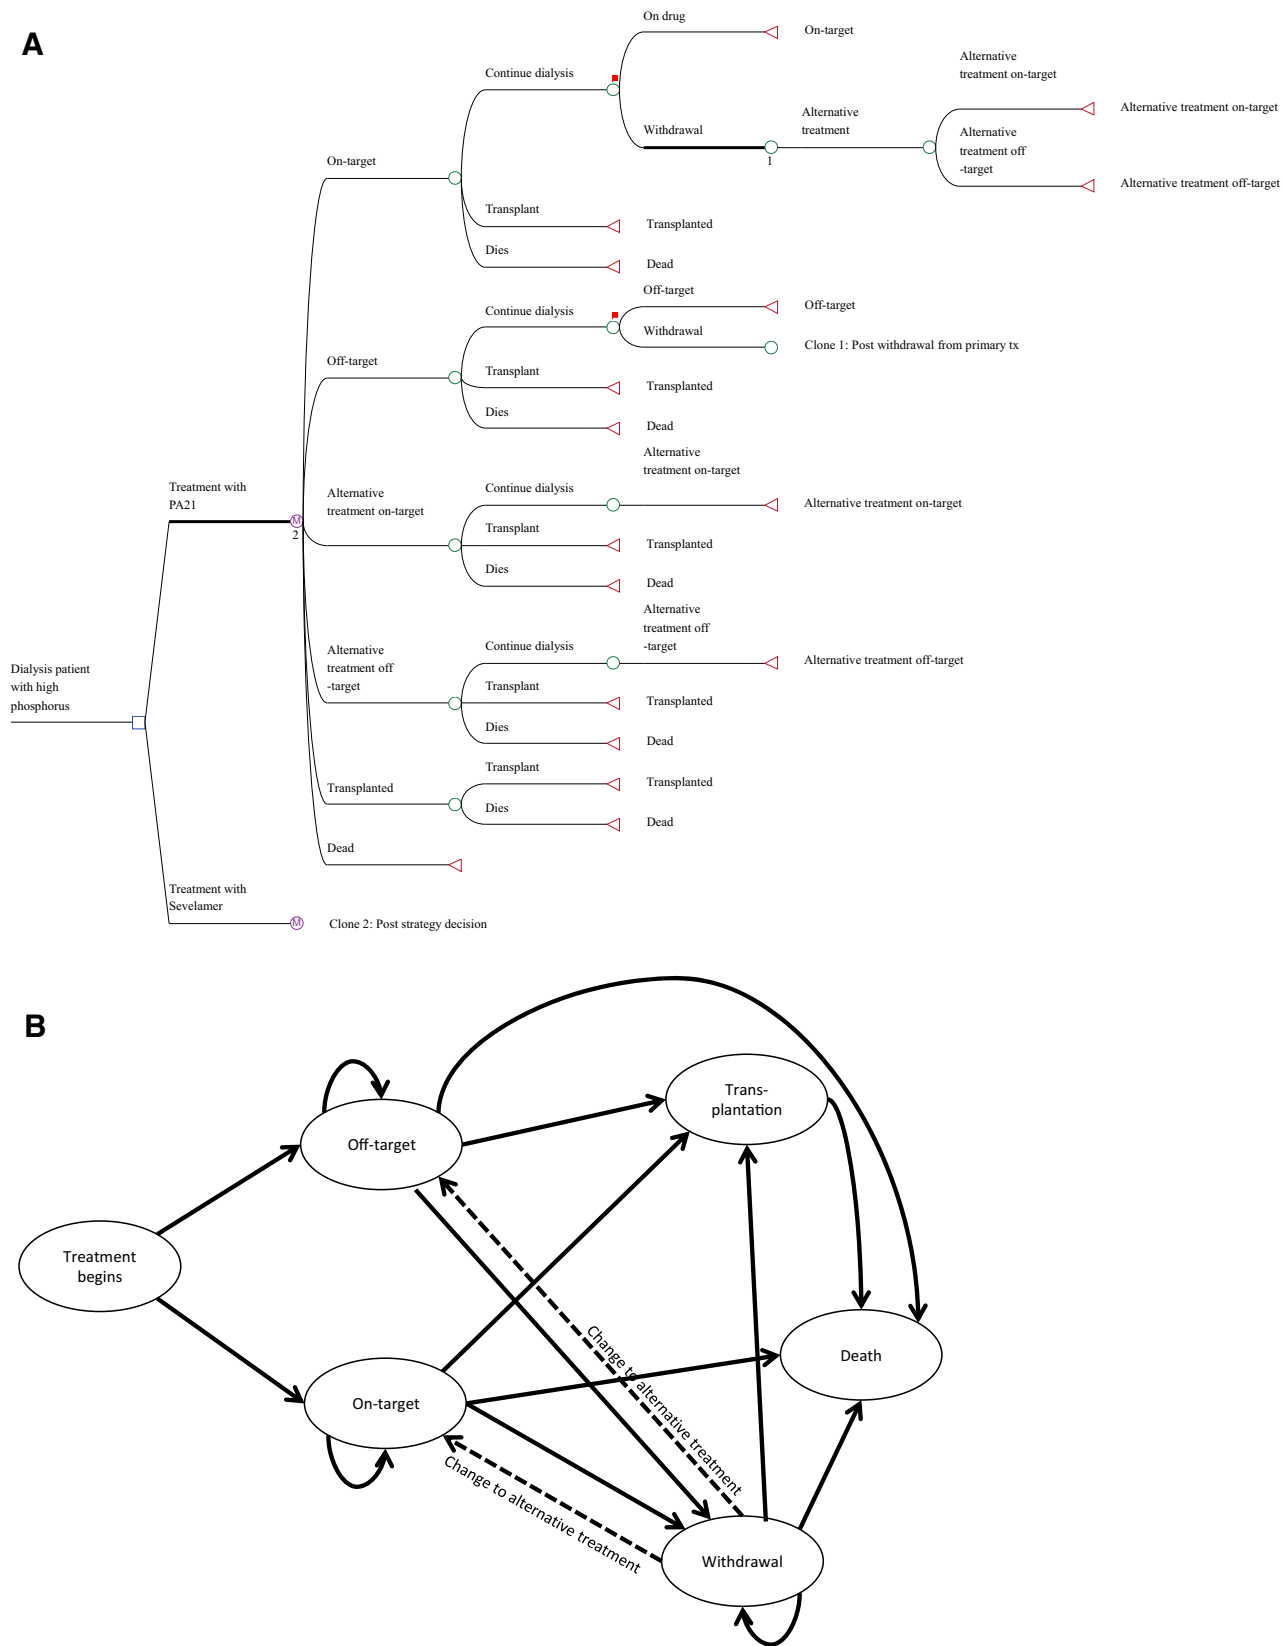 A
On drug
On-target
Continue dialysis
Alternative
treatment on-target
Alternative treatment on-target
Withdrawal
1
Alternative
treatment
Alternative
treatment off
-target
Alternative treatment off-target
On-target
Transplant
Transplanted
Dies
Dead
Off-target
Off-target
Continue dialysis
Withdrawal
Clone 1: Post withdrawal from primary tx
Off-target
Transplant
Transplanted
Dies
Dead
Alternative
treatment on-target
Treatment with
PA21
M
2
Alternative
treatment on-target
Continue dialysis
Alternative treatment on-target
Transplant
Transplanted
Dies
Dead
Alternative
treatment off
-target
Alternative
treatment off
-target
Continue dialysis
Alternative treatment off-target
Transplant
Transplanted
Dies
Dead
Dialysis patient
with high
phosphorus
Transplanted
Transplant
Transplanted
Dies
Dead
Dead
Treatment with
Sevelamer
M
Clone 2: Post strategy decision
B
Trans-
plantation
Off-target
Treatment
begins
Death
On-target
Change to alternative treatment
Change to alternative treatment
Withdrawal